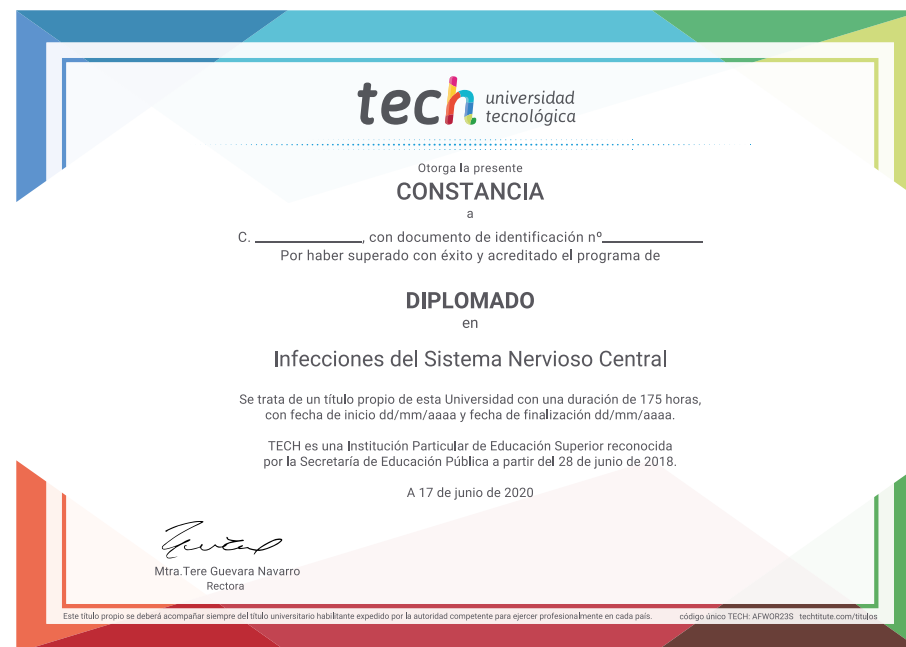 tech universidad
tecnológica
Otorga la presente
CONSTANCIA
a
C. ____________, con documento de identificación nº____________
Por haber superado con éxito y acreditado el programa de
DIPLOMADO
en
Infecciones del Sistema Nervioso Central
Se trata de un título propio de esta Universidad con una duración de 175 horas,
con fecha de inicio dd/mm/aaaa y fecha de finalización dd/mm/aaaa.
TECH es una Institución Particular de Educación Superior reconocida
por la Secretaría de Educación Pública a partir del 28 de junio de 2018.
A 17 de junio de 2020
Mtra.Tere Guevara Navarro
Rectora
Este título propio se deberá acompañar siempre del título universitario habilitante expedido por la autoridad competente para ejercer profesionalmente en cada país. código único TECH: AFWOR23S techtitute.com/titulos